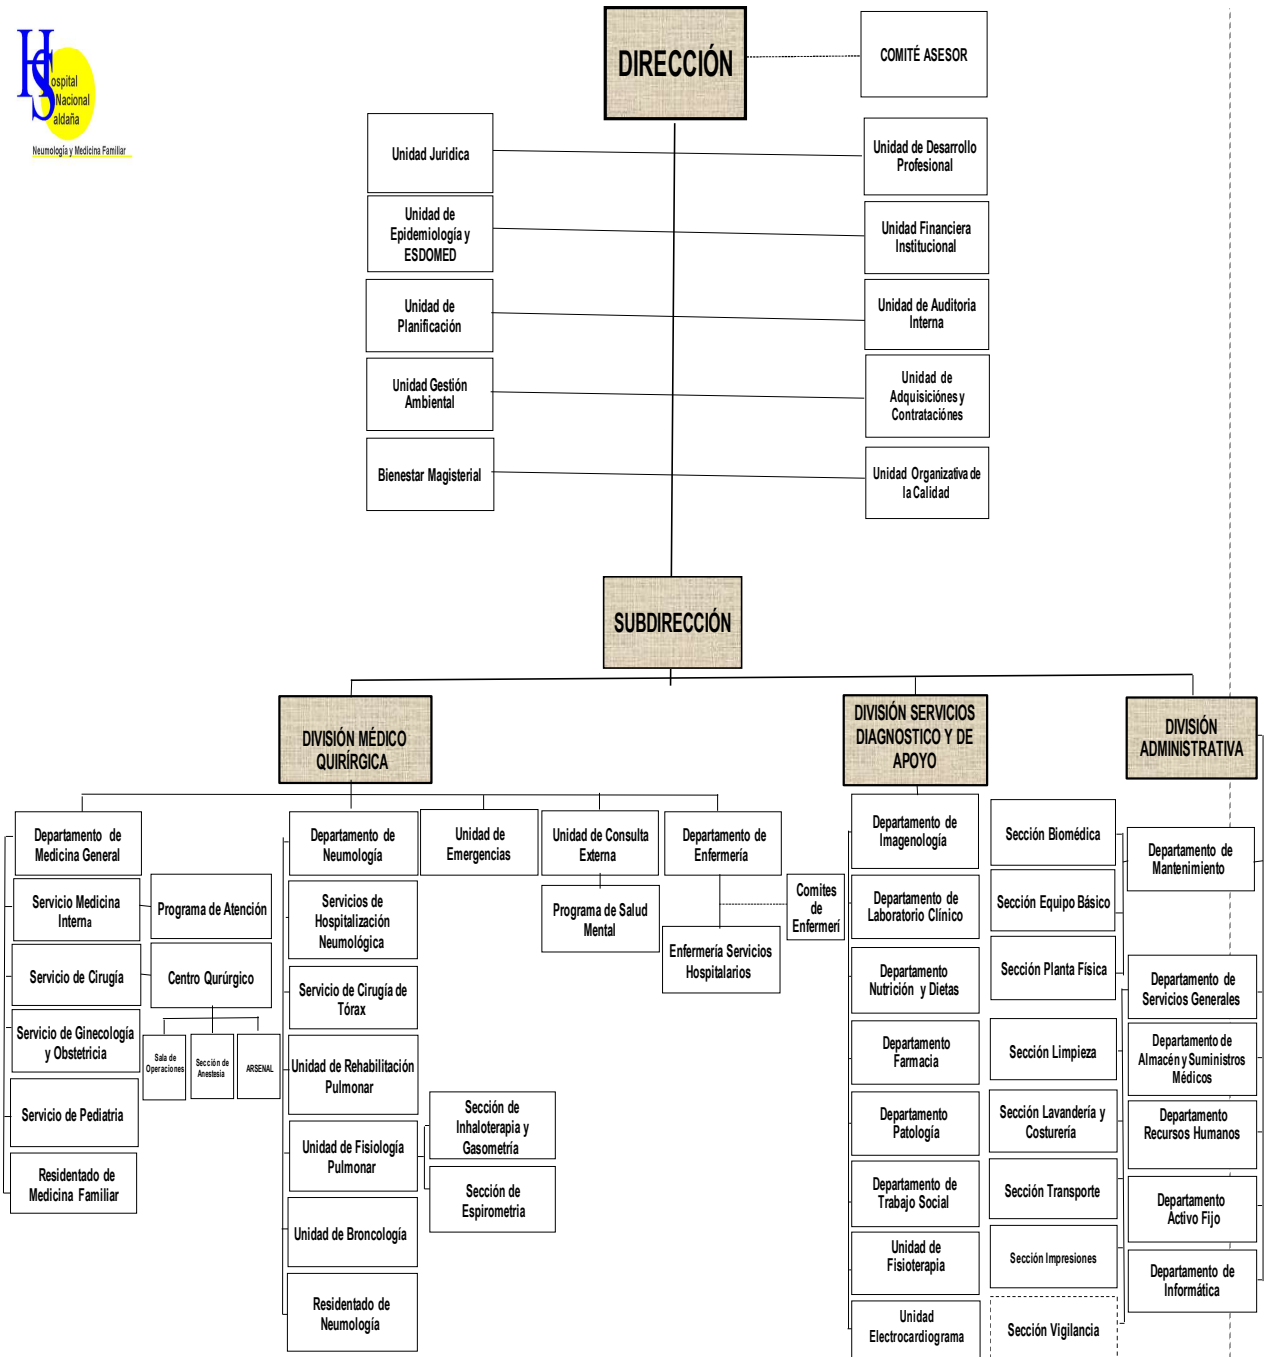 HS
ospital
Nacional
aldaña
Neumología y Medicina Familiar
DIRECCIÓN
COMITÉ ASESOR
Unidad Juridica
Unidad de Desarrollo
Profesional
Unidad de
Epidemiología y
ESDOMED
Unidad Financiera
Institucional
Unidad de
Planificación
Unidad de Auditoria
Interna
Unidad Gestión
Ambiental
Unidad de
Adquisiciónes y
Contrataciónes
Bienestar Magisterial
Unidad Organizativa de
la Calidad
SUBDIRECCIÓN
DIVISIÓN MÉDICO
QUIRÍRGICA
DIVISIÓN SERVICIOS
DIAGNOSTICO Y DE
APOYO
DIVISIÓN
ADMINISTRATIVA
Departamento de
Medicina General
Servicio Medicina
Interna
Programa de Atención
Servicio de Cirugía
Centro Qurúrgico
Servicio de Ginecología
y Obstetricia
Sala de
Operaciones
Sección de
Anestesia
ARSENAL
Servicio de Pediatria
Residentado de
Medicina Familiar
Departamento de
Neumología
Servicios de
Hospitalización
Neumológica
Servicio de Cirugía de
Tórax
Unidad de Rehabilitación
Pulmonar
Unidad de Fisiología
Pulmonar
Sección de
Inhaloterapia y
Gasometría
Sección de
Espirometria
Unidad de Broncología
Residentado de
Neumología
Unidad de
Emergencias
Unidad de Consulta
Externa
Programa de Salud
Mental
Departamento de
Enfermería
Comites
de
Enfermerí
Enfermería Servicios
Hospitalarios
Departamento de
Imagenología
Departamento de
Laboratorio Clínico
Departamento
Nutrición y Dietas
Departamento
Farmacia
Departamento
Patología
Departamento de
Trabajo Social
Unidad de
Fisioterapia
Unidad
Electrocardiograma
Sección Biomédica
Sección Equipo Básico
Sección Planta Física
Sección Limpieza
Sección Lavandería y
Costurería
Sección Transporte
Sección Impresiones
Sección Vigilancia
Departamento de
Mantenimiento
Departamento de
Servicios Generales
Departamento de
Almacén y Suministros
Médicos
Departamento
Recursos Humanos
Departamento
Activo Fijo
Departamento de
Informática